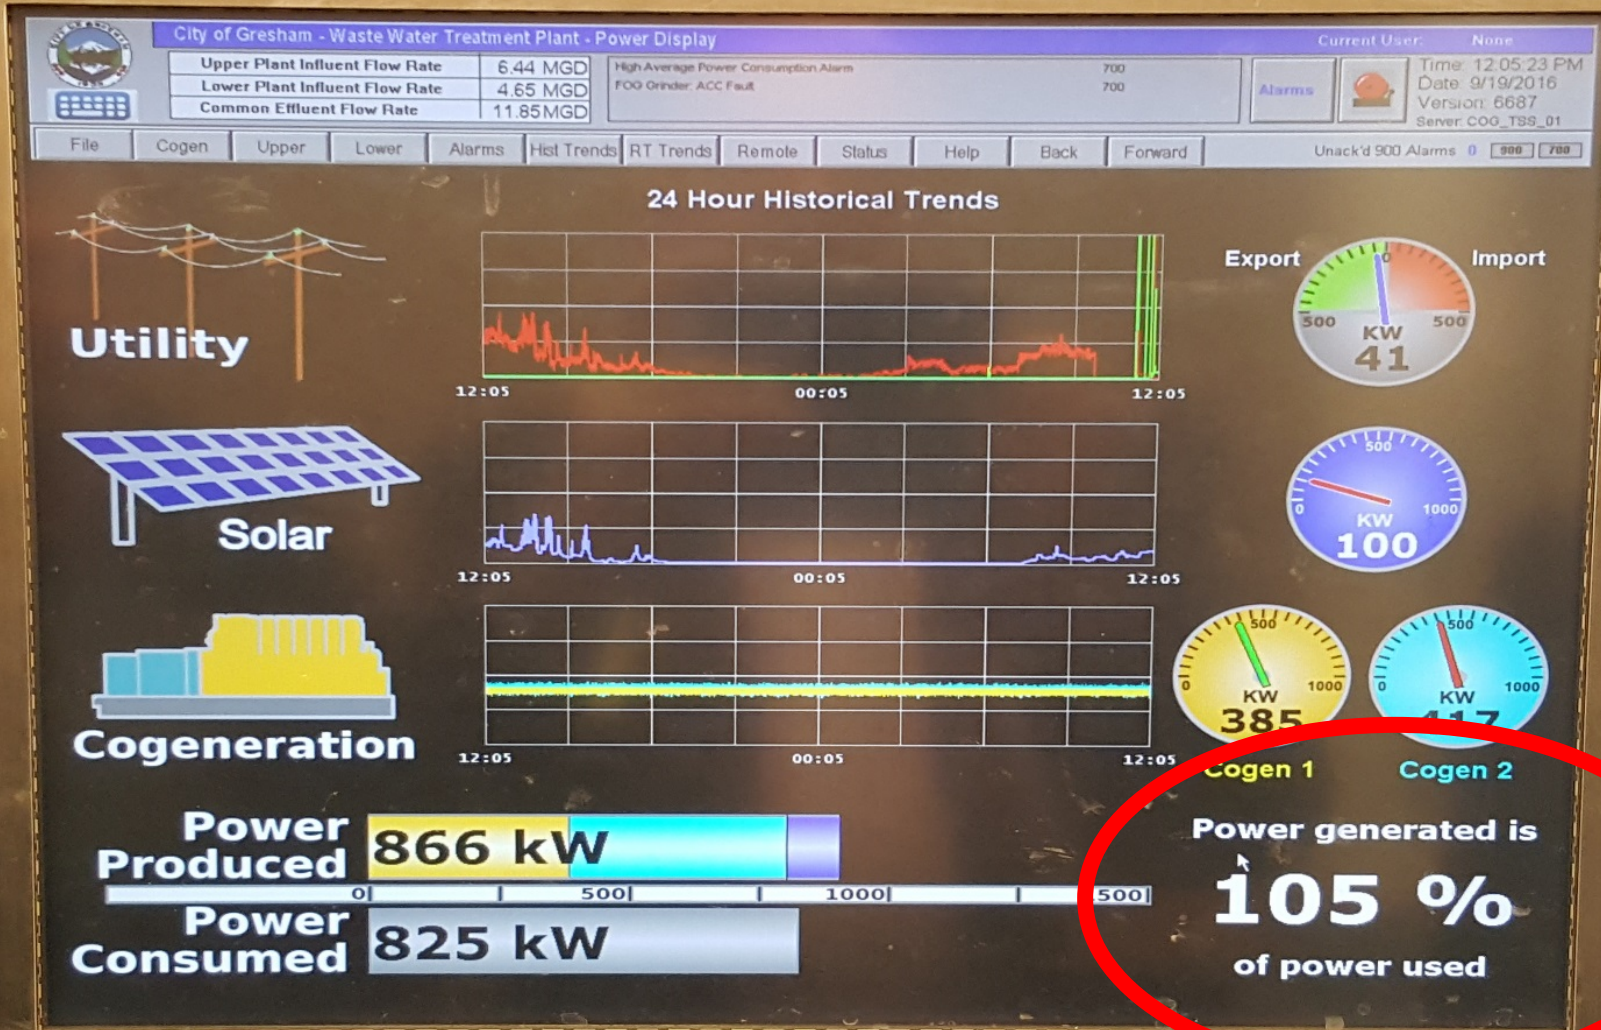 City of Gresham - Waste Water Treatment Plant - Power Display
Current User: None
Upper Plant Influent Flow Rate 6.44 MGD
Lower Plant Influent Flow Rate 4.65 MGD
Common Effluent Flow Rate 11.85 MGD
High Average Power Consumption Alarm 700
FOG Grinder: ACC Fault 700
Alarms
Time: 12:05:23 PM
Date: 9/19/2016
Version: 6687
Server: COG_TSS_01
File Cogen Upper Lower Alarms Hist Trends RT Trends Remote Status Help Back Forward
Unack'd 900 Alarms 0 900 700
24 Hour Historical Trends
Utility
12:05 00:05 12:05
Export Import
0
500 500
KW
41
Solar
12:05 00:05 12:05
500
0 1000
KW
100
Cogeneration
12:05 00:05 12:05
500
0 1000
KW
385
Cogen 1
500
0 1000
KW
417
Cogen 2
Power Produced
866 kW
0 500 1000 500
Power Consumed
825 kW
Power generated is
105 %
of power used